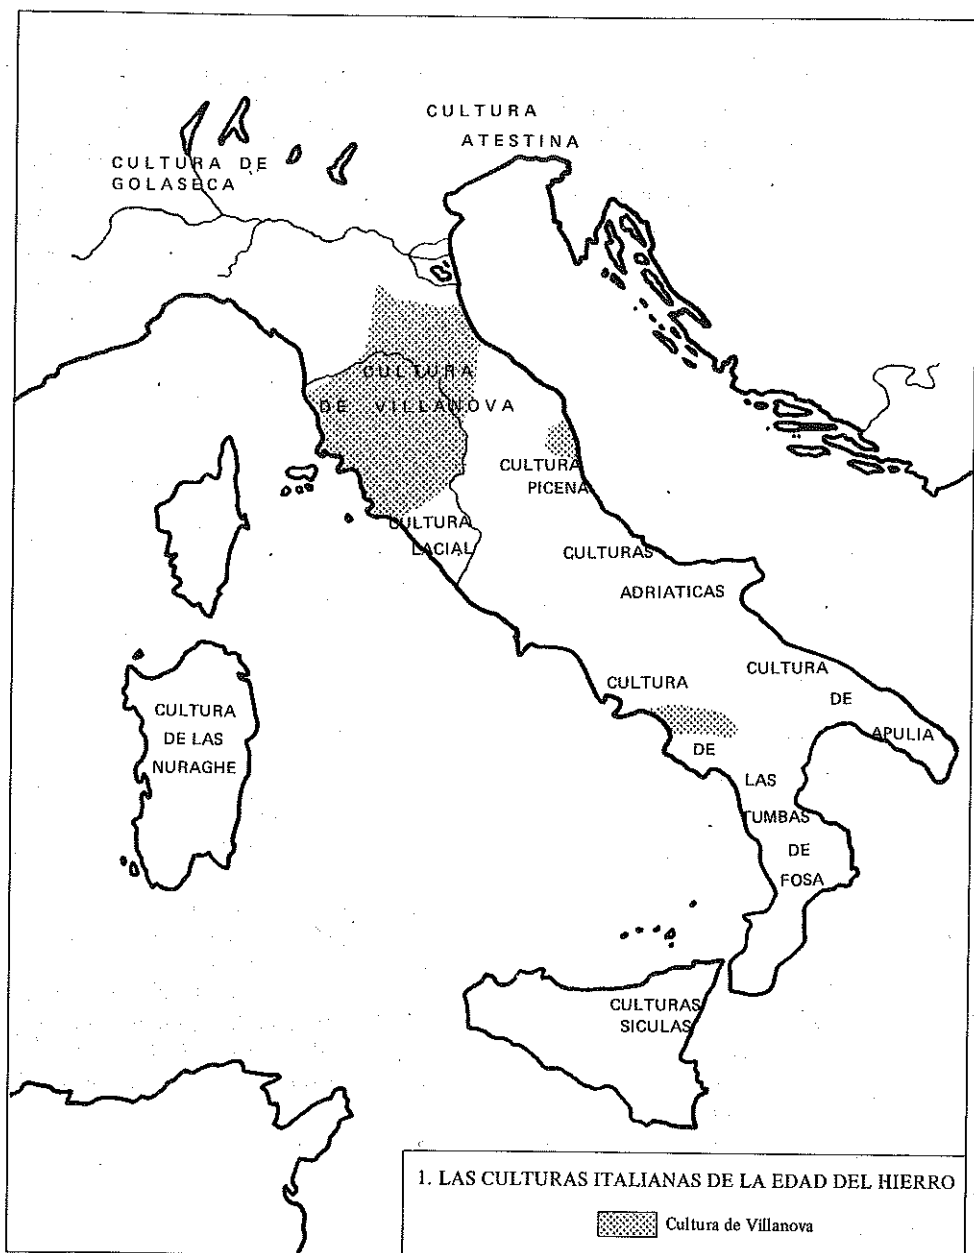 CULTURA
ATESTINA
CULTURA DE
GOLASECA
CULTURA
DE VILLANOVA
CULTURA
PICENA
CULTURA
LACIAL
CULTURAS
ADRIATICAS
CULTURA
DE LAS
NURAGHE
CULTURA
DE
APULIA
CULTURA
DE
LAS
TUMBAS
DE
FOSA
CULTURAS
SICULAS
1. LAS CULTURAS ITALIANAS DE LA EDAD DEL HIERRO
Cultura de Villanova